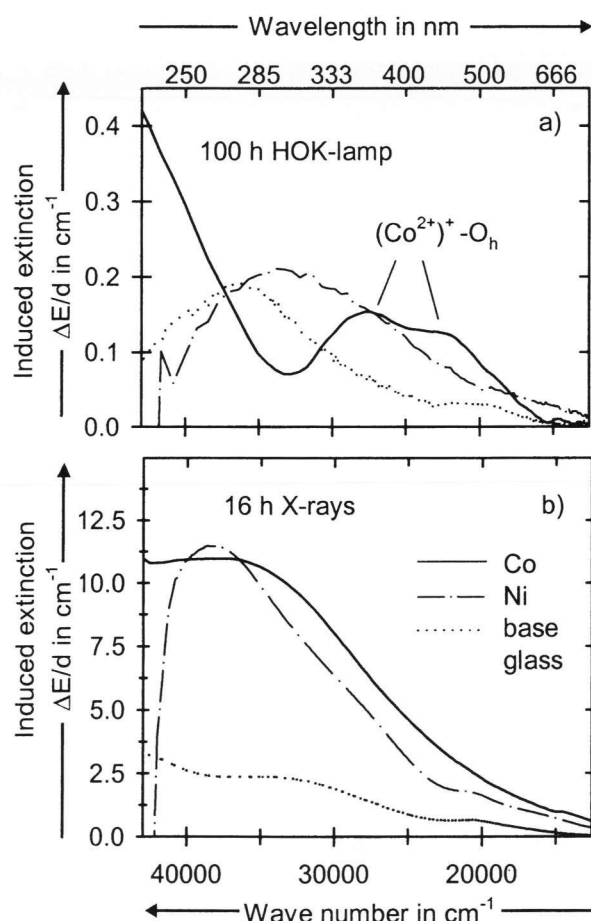 Wavelength in nm
250 285 333 400 500 666
Induced extinction
ΔE/d in cm⁻¹
0.4
0.3
0.2
0.1
0.0
a)
100 h HOK-lamp
(Co²⁺)⁺ -Oₕ
Induced extinction
ΔE/d in cm⁻¹
12.5
10.0
7.5
5.0
2.5
0.0
16 h X-rays b)
Co
Ni
base
glass
40000 30000 20000
Wave number in cm⁻¹